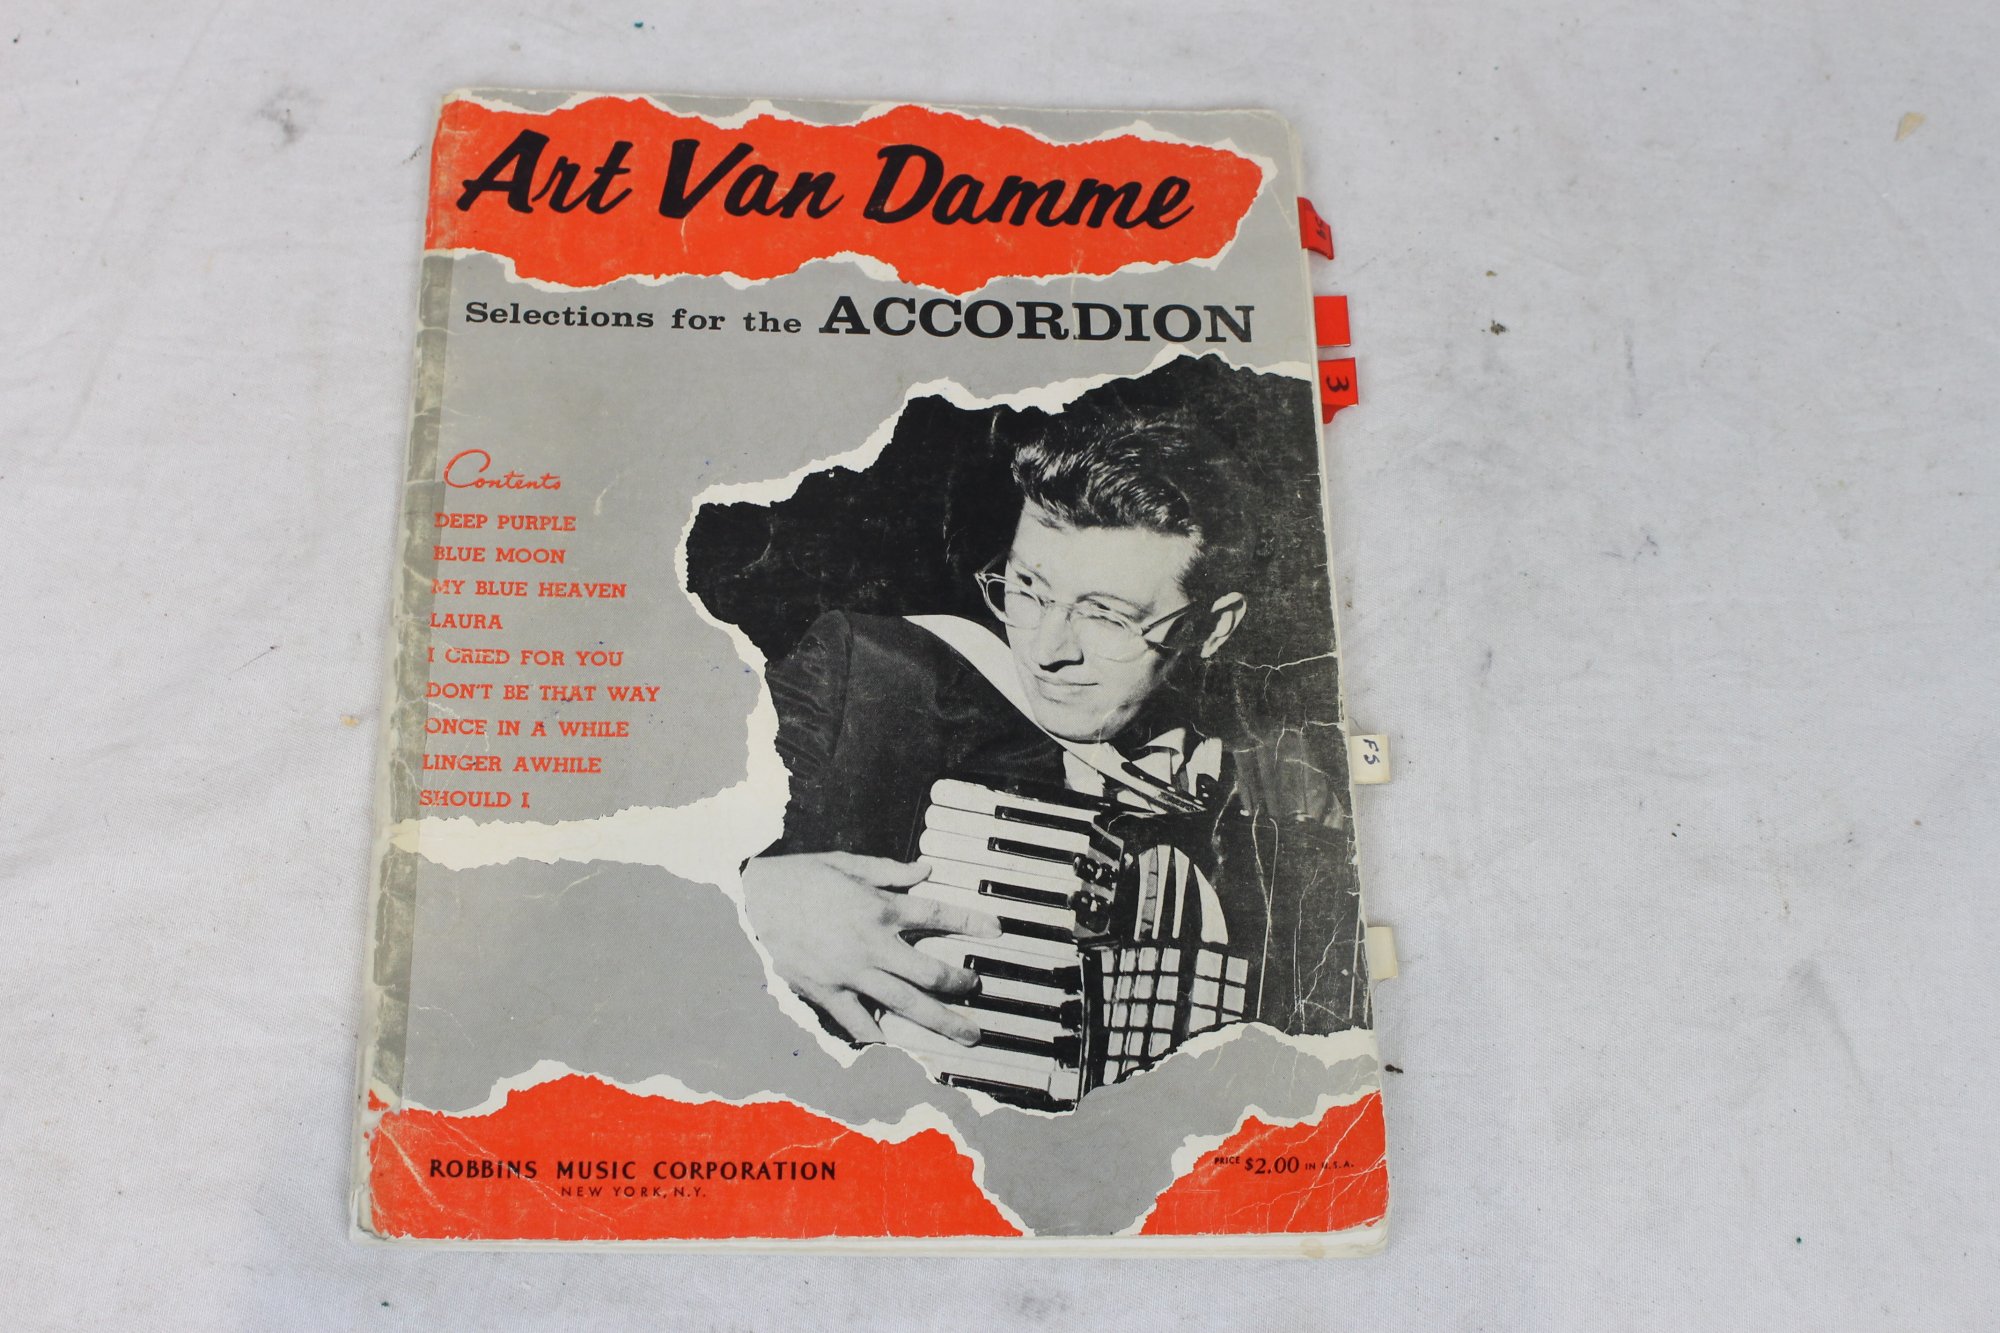 Art Van Damme
Selections for the ACCORDION
Contents
DEEP PURPLE
BLUE MOON
MY BLUE HEAVEN
LAURA
I CRIED FOR YOU
DON'T BE THAT WAY
ONCE IN A WHILE
LINGER AWHILE
SHOULD I
ROBBINS MUSIC CORPORATION
NEW YORK, N.Y.
PRICE $2.00 IN U.S.A.
3
F5